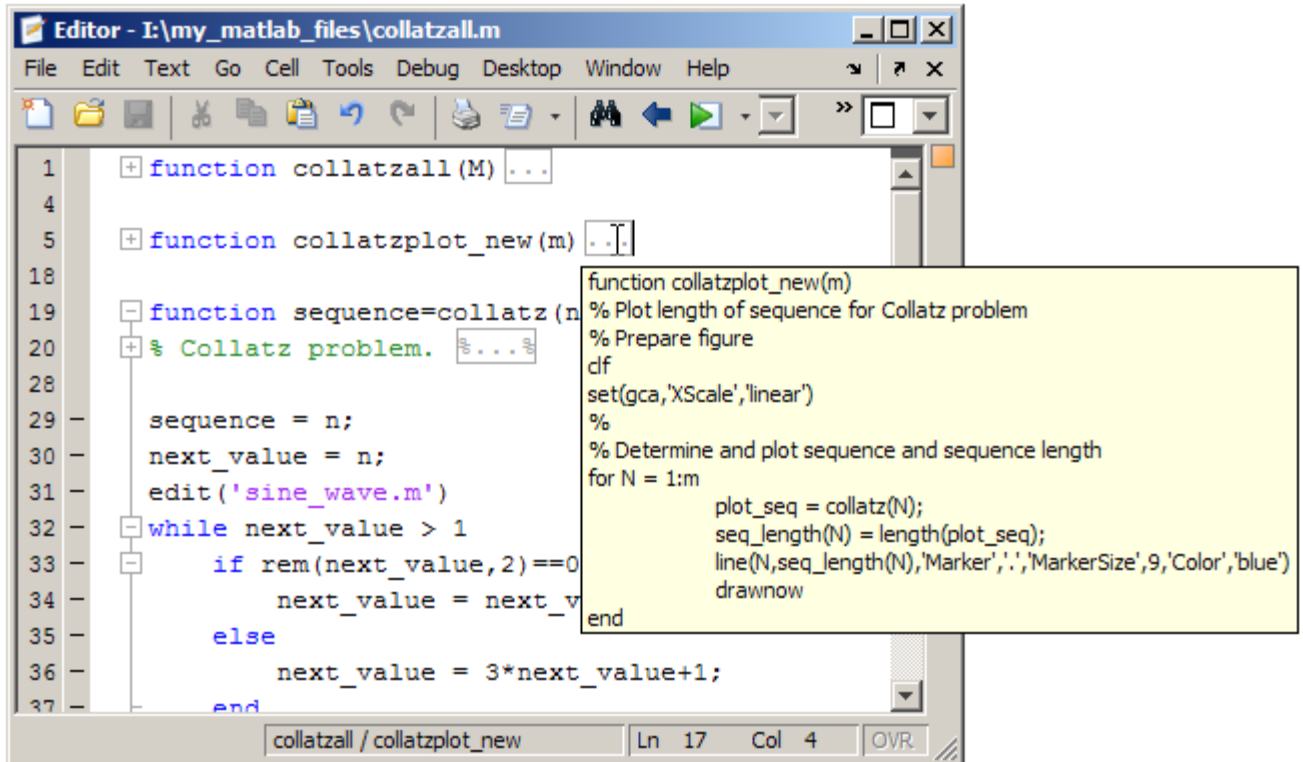 Editor - I:\my_matlab_files\collatzall.m
File Edit Text Go Cell Tools Debug Desktop Window Help
»
1 function collatzall(M) ...
4
5 function collatzplot_new(m) ...
18
19 function sequence=collatz(n
20 % Collatz problem. %...%
28
29 – sequence = n;
30 – next_value = n;
31 – edit('sine_wave.m')
32 – while next_value > 1
33 – if rem(next_value,2)==0
34 – next_value = next_v
35 – else
36 – next_value = 3*next_value+1;
37 – end
function collatzplot_new(m)
% Plot length of sequence for Collatz problem
% Prepare figure
clf
set(gca,'XScale','linear')
%
% Determine and plot sequence and sequence length
for N = 1:m
plot_seq = collatz(N);
seq_length(N) = length(plot_seq);
line(N,seq_length(N),'Marker','.','MarkerSize',9,'Color','blue')
drawnow
end
collatzall / collatzplot_new Ln 17 Col 4 OVR